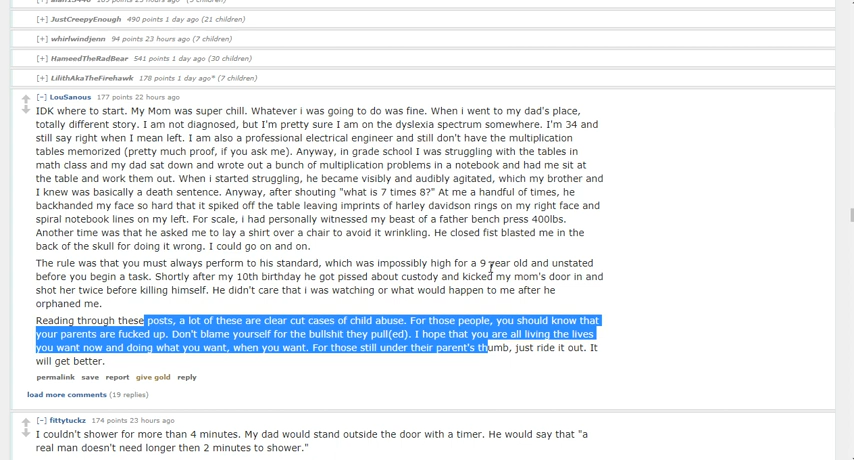 [+] JustCreepyEnough 490 points 1 day ago (21 children)
[+] whirlwindjenn 94 points 23 hours ago (7 children)
[+] HameedTheRadBear 541 points 1 day ago (30 children)
[+] LilithAkaTheFirehawk 178 points 1 day ago* (7 children)
[–] LouSanous 177 points 22 hours ago
IDK where to start. My Mom was super chill. Whatever i was going to do was fine. When i went to my dad's place,
totally different story. I am not diagnosed, but I'm pretty sure I am on the dyslexia spectrum somewhere. I'm 34 and
still say right when I mean left. I am also a professional electrical engineer and still don't have the multiplication
tables memorized (pretty much proof, if you ask me). Anyway, in grade school I was struggling with the tables in
math class and my dad sat down and wrote out a bunch of multiplication problems in a notebook and had me sit at
the table and work them out. When i started struggling, he became visibly and audibly agitated, which my brother and
I knew was basically a death sentence. Anyway, after shouting "what is 7 times 8?" At me a handful of times, he
backhanded my face so hard that it spiked off the table leaving imprints of harley davidson rings on my right face and
spiral notebook lines on my left. For scale, i had personally witnessed my beast of a father bench press 400lbs.
Another time was that he asked me to lay a shirt over a chair to avoid it wrinkling. He closed fist blasted me in the
back of the skull for doing it wrong. I could go on and on.
The rule was that you must always perform to his standard, which was impossibly high for a 9 year old and unstated
before you begin a task. Shortly after my 10th birthday he got pissed about custody and kicked my mom's door in and
shot her twice before killing himself. He didn't care that i was watching or what would happen to me after he
orphaned me.
Reading through these posts, a lot of these are clear cut cases of child abuse. For those people, you should know that
your parents are fucked up. Don't blame yourself for the bullshit they pull(ed). I hope that you are all living the lives
you want now and doing what you want, when you want. For those still under their parent's thumb, just ride it out. It
will get better.
permalink save report give gold reply
load more comments (19 replies)
[–] fittytuckz 174 points 23 hours ago
I couldn't shower for more than 4 minutes. My dad would stand outside the door with a timer. He would say that "a
real man doesn't need longer then 2 minutes to shower."